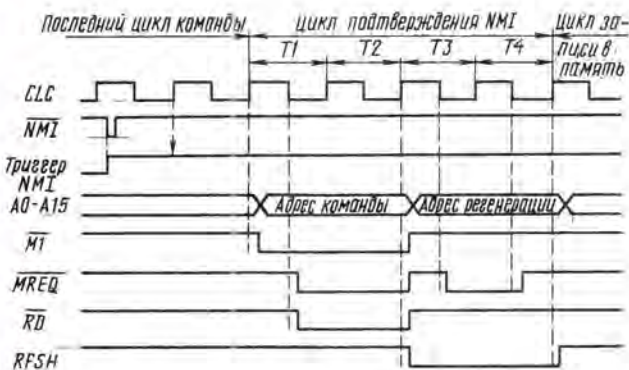 Последний цикл команды
Цикл подтверждения NMI
Цикл за-
писи в
память
T1
T2
T3
T4
CLC
NMI
Триггер
NMI
A0-A15
Адрес команды
Адрес регенерации
M1
MREQ
RD
RFSH